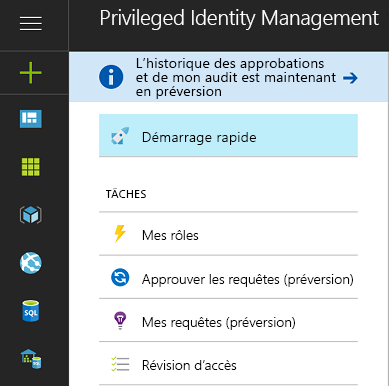 Privileged Identity Management
L'historique des approbations
et de mon audit est maintenant
en préversion
Démarrage rapide
TÂCHES
Mes rôles
Approuver les requêtes (préversion)
Mes requêtes (préversion)
Révision d'accès
SQL